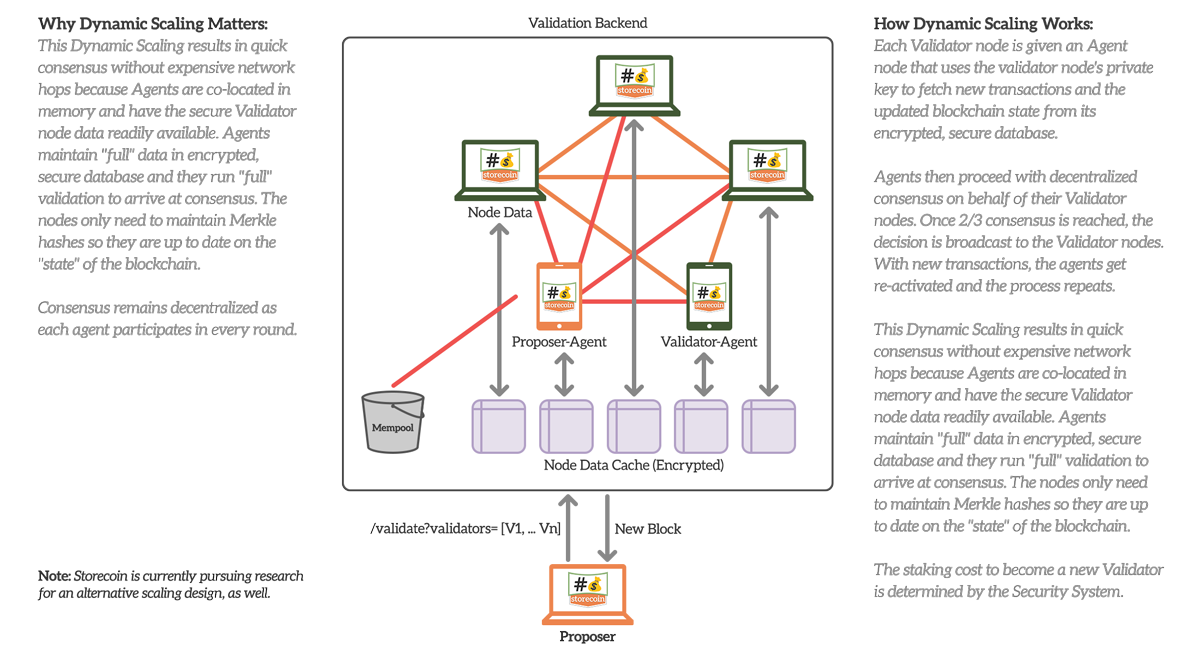 Why Dynamic Scaling Matters:
This Dynamic Scaling results in quick
consensus without expensive network
hops because Agents are co-located in
memory and have the secure Validator
node data readily available. Agents
maintain "full" data in encrypted,
secure database and they run "full"
validation to arrive at consensus. The
nodes only need to maintain Merkle
hashes so they are up to date on the
"state" of the blockchain.
Consensus remains decentralized as
each agent participates in every round.
Note: Storecoin is currently pursuing research
for an alternative scaling design, as well.
Validation Backend
#
storecoin
#
storecoin
#
storecoin
Node Data
#
storecoin
#
storecoin
Proposer-Agent
Validator-Agent
Mempool
Node Data Cache (Encrypted)
/validate?validators= [V1, ... Vn]
New Block
#
storecoin
Proposer
How Dynamic Scaling Works:
Each Validator node is given an Agent
node that uses the validator node's private
key to fetch new transactions and the
updated blockchain state from its
encrypted, secure database.
Agents then proceed with decentralized
consensus on behalf of their Validator
nodes. Once 2/3 consensus is reached, the
decision is broadcast to the Validator nodes.
With new transactions, the agents get
re-activated and the process repeats.
This Dynamic Scaling results in quick
consensus without expensive network
hops because Agents are co-located in
memory and have the secure Validator
node data readily available. Agents
maintain "full" data in encrypted, secure
database and they run "full" validation to
arrive at consensus. The nodes only need
to maintain Merkle hashes so they are up
to date on the "state" of the blockchain.
The staking cost to become a new Validator
is determined by the Security System.